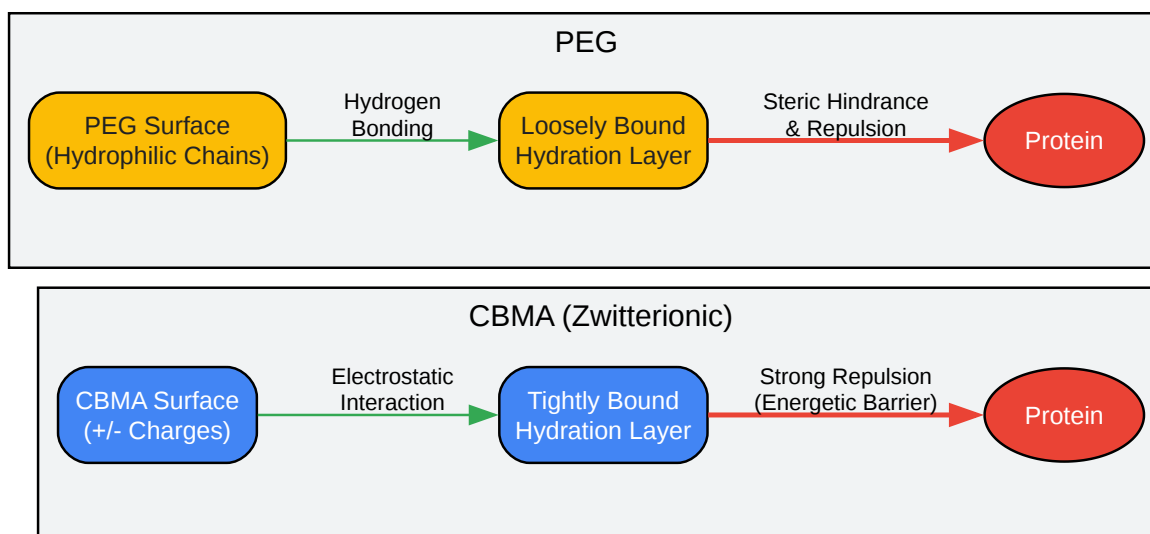 PEG
PEG Surface
(Hydrophilic Chains)
Hydrogen
Bonding
Loosely Bound
Hydration Layer
Steric Hindrance
& Repulsion
Protein
CBMA (Zwitterionic)
CBMA Surface
(+/- Charges)
Electrostatic
Interaction
Tightly Bound
Hydration Layer
Strong Repulsion
(Energetic Barrier)
Protein